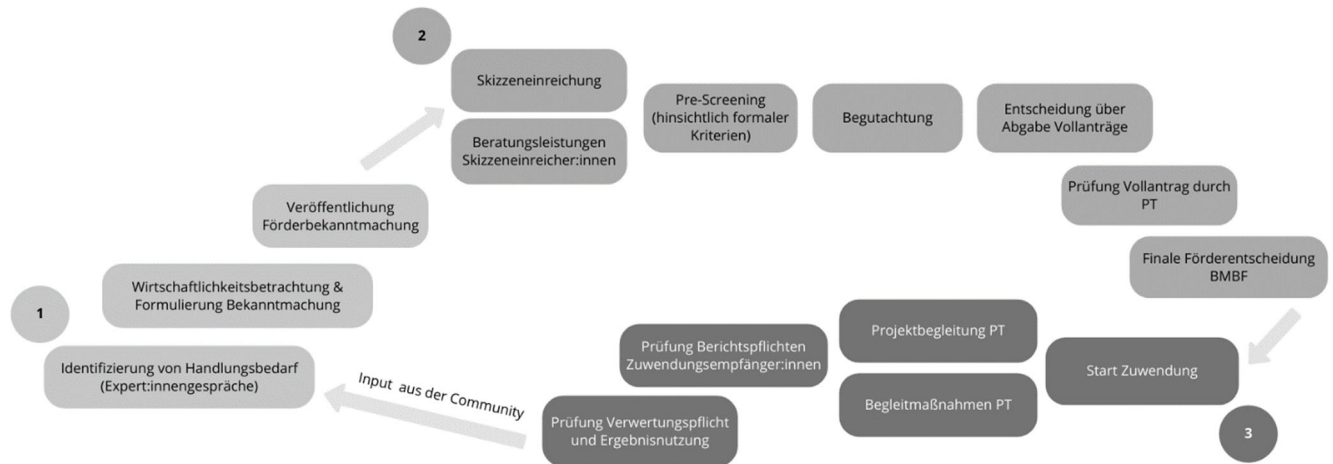 1
Identifizierung von Handlungsbedarf
(Expert:innengespräche)
Wirtschaftlichkeitsbetrachtung &
Formulierung Bekanntmachung
Veröffentlichung
Förderbekanntmachung
2
Skizzeneinreichung
Beratungsleistungen
Skizzeneinreicher:innen
Pre-Screening
(hinsichtlich formaler
Kriterien)
Begutachtung
Entscheidung über
Abgabe Vollanträge
Prüfung Vollantrag durch
PT
Finale Förderentscheidung
BMBF
3
Start Zuwendung
Projektbegleitung PT
Begleitmaßnahmen PT
Prüfung Berichtspflichten
Zuwendungsempfänger:innen
Prüfung Verwertungspflicht
und Ergebnisnutzung
Input aus der Community